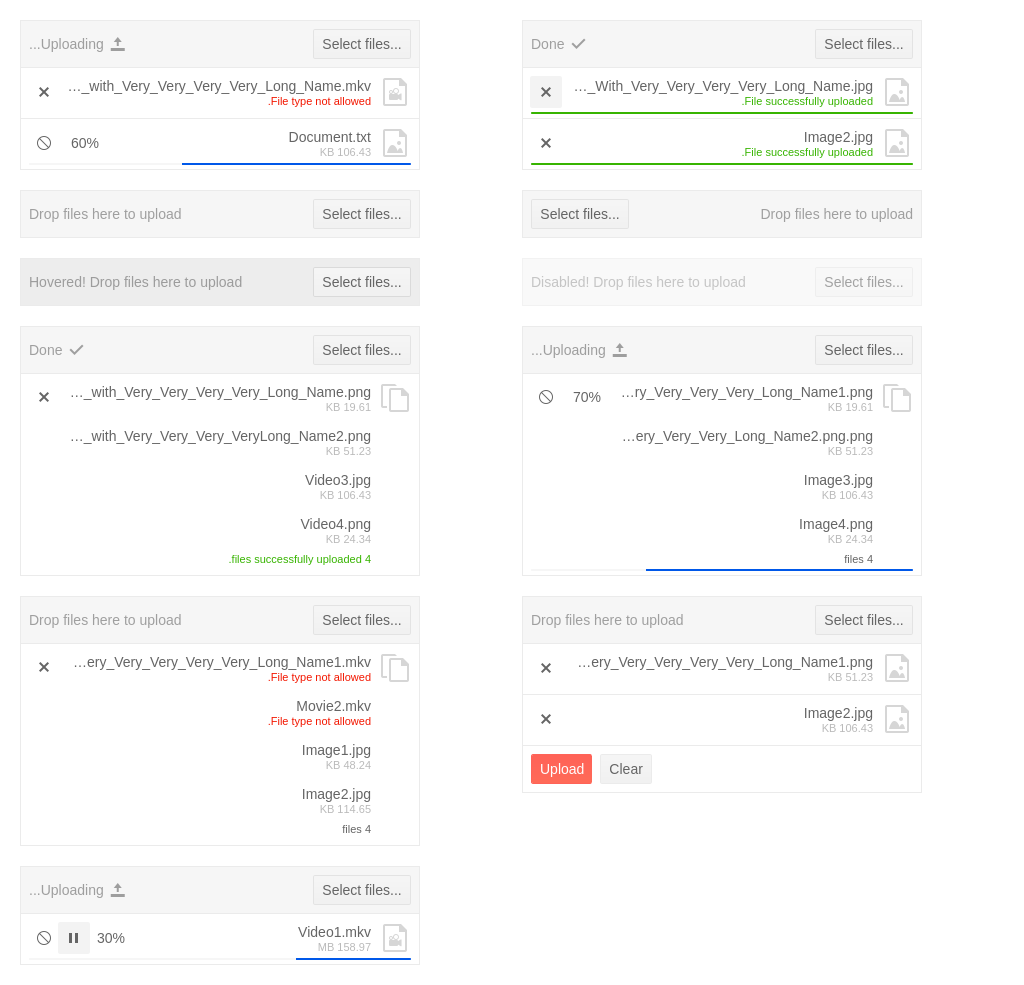 ...Uploading
Select files...
..._with_Very_Very_Very_Very_Long_Name.mkv
.File type not allowed
60%
Document.txt
KB 106.43
Done
Select files...
..._With_Very_Very_Very_Very_Long_Name.jpg
.File successfully uploaded
Image2.jpg
.File successfully uploaded
Drop files here to upload
Select files...
Select files...
Drop files here to upload
Hovered! Drop files here to upload
Select files...
Disabled! Drop files here to upload
Select files...
Done
Select files...
..._with_Very_Very_Very_Very_Long_Name.png
KB 19.61
..._with_Very_Very_Very_VeryLong_Name2.png
KB 51.23
Video3.jpg
KB 106.43
Video4.png
KB 24.34
.files successfully uploaded 4
...Uploading
Select files...
70%
...ry_Very_Very_Very_Long_Name1.png
KB 19.61
...ery_Very_Very_Long_Name2.png.png
KB 51.23
Image3.jpg
KB 106.43
Image4.png
KB 24.34
files 4
Drop files here to upload
Select files...
...ery_Very_Very_Very_Very_Long_Name1.mkv
.File type not allowed
Movie2.mkv
.File type not allowed
Image1.jpg
KB 48.24
Image2.jpg
KB 114.65
files 4
Drop files here to upload
Select files...
...ery_Very_Very_Very_Very_Long_Name1.png
KB 51.23
Image2.jpg
KB 106.43
Upload
Clear
...Uploading
Select files...
30%
Video1.mkv
MB 158.97